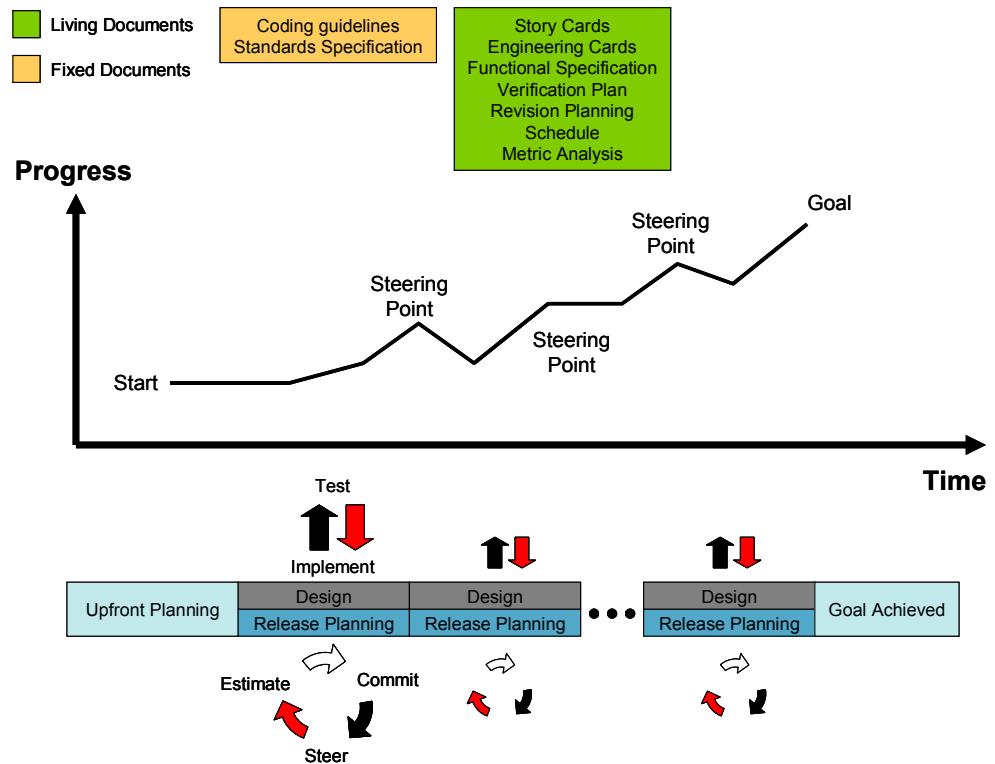 Living Documents
Fixed Documents
Coding guidelines
Standards Specification
Story Cards
Engineering Cards
Functional Specification
Verification Plan
Revision Planning
Schedule
Metric Analysis
Progress
Goal
Steering
Point
Steering
Point
Steering
Point
Start
Time
Test
Implement
Upfront Planning
Design
Release Planning
Design
Release Planning
Design
Release Planning
Goal Achieved
Estimate
Commit
Steer